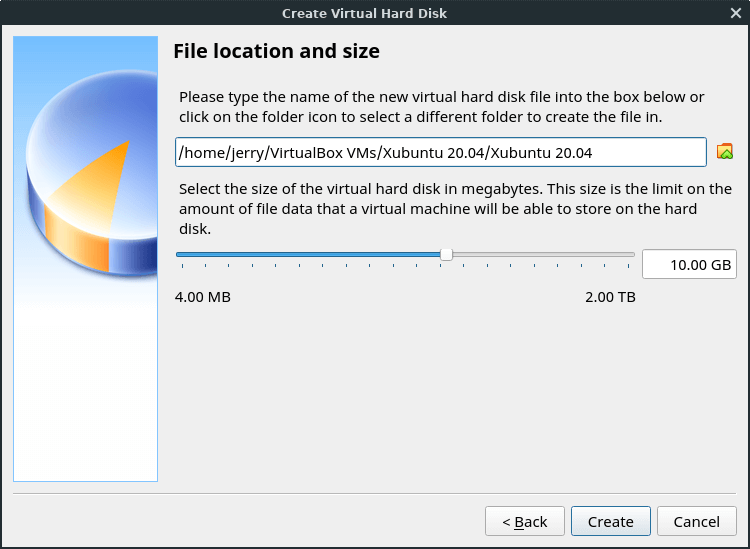 Create Virtual Hard Disk
File location and size
Please type the name of the new virtual hard disk file into the box below or
click on the folder icon to select a different folder to create the file in.
/home/jerry/VirtualBox VMs/Xubuntu 20.04/Xubuntu 20.04
Select the size of the virtual hard disk in megabytes. This size is the limit on the
amount of file data that a virtual machine will be able to store on the hard
disk.
10.00 GB
4.00 MB 2.00 TB
< Back Create Cancel